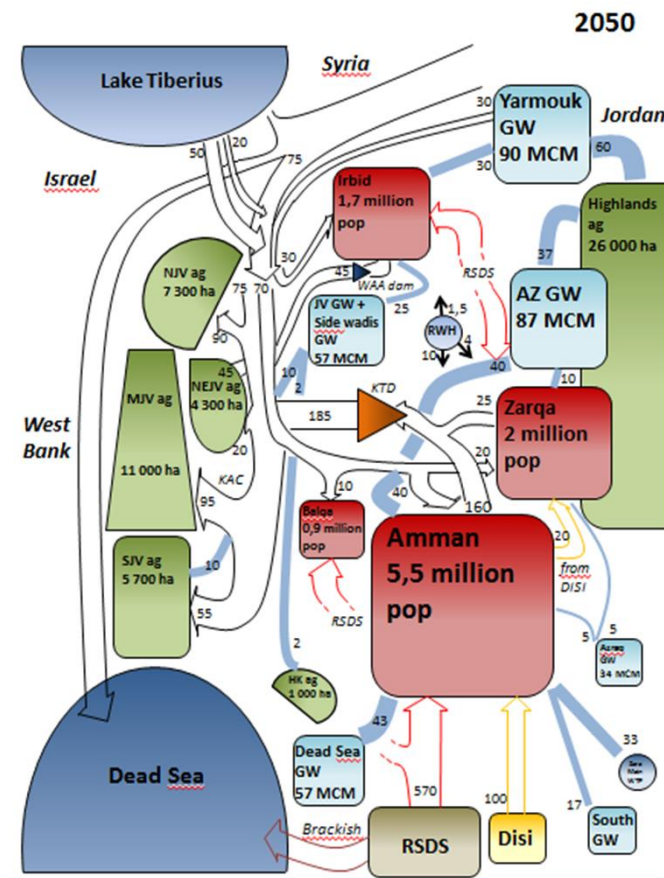 2050
Lake Tiberius
Syria
Israel
Jordan
50
20
75
30
30
Yarmouk
GW
90 MCM
60
Irbid
1,7 million
pop
Highlands
ag
26 000 ha
NJV ag
7 300 ha
30
75
70
45
WAA dam
RSDS
37
JV GW +
Side wadis
GW
57 MCM
25
1,5
RWH
4
10
AZ GW
87 MCM
90
40
MJV ag
11 000 ha
45
NEJV ag
4 300 ha
10
2
KTD
10
West
Bank
185
25
Zarqa
2 million
pop
20
KAC
20
95
10
40
160
Balqa
0,9 million
pop
Amman
5,5 million
pop
20
from
DISI
SJV ag
5 700 ha
10
55
RSDS
5
5
Azraq
GW
34 MCM
2
HK ag
1 000 ha
43
33
Dead Sea
GW
57 MCM
Dead Sea
570
100
17
South
GW
Brackish
RSDS
Disi